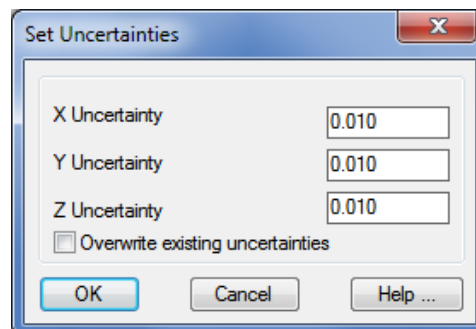 Set Uncertainties
X Uncertainty 0.010
Y Uncertainty 0.010
Z Uncertainty 0.010
Overwrite existing uncertainties
OK Cancel Help ...